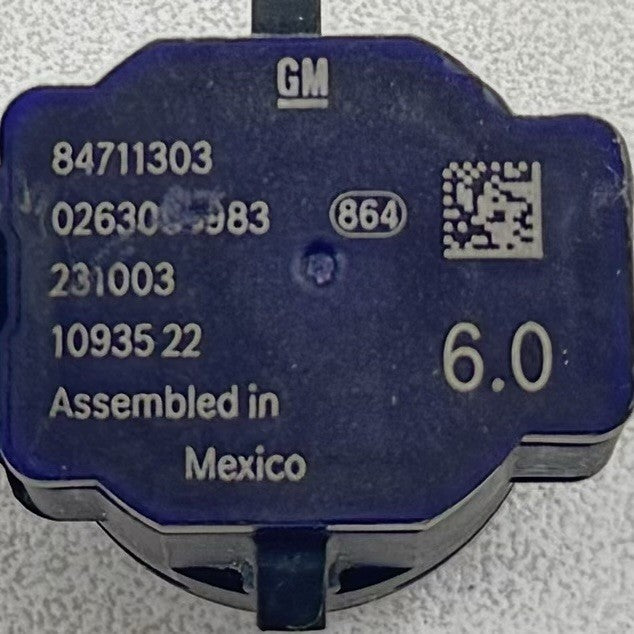 GM
84711303
864
231003
10935 22
6.0
Assembled in
Mexico